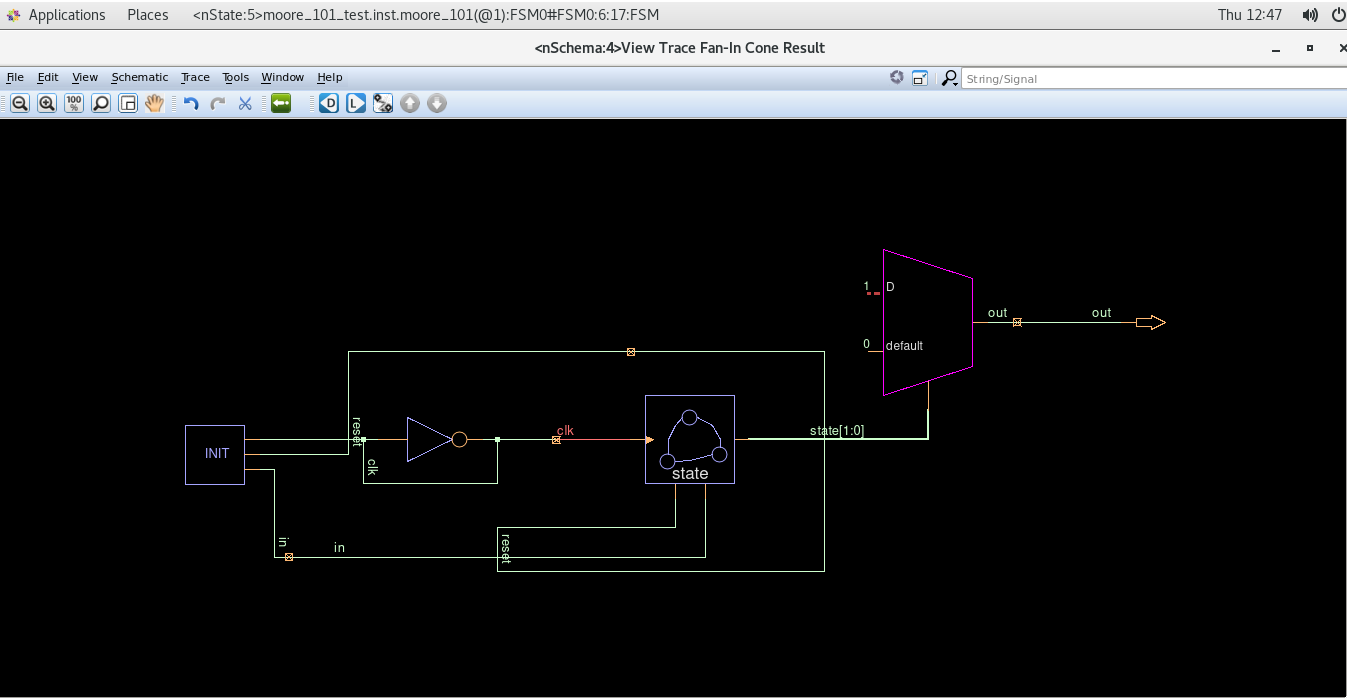 Applications Places <nState:5>moore_101_test.inst.moore_101(@1):FSM0#FSM0:6:17:FSM Thu 12:47
<nSchema:4>View Trace Fan-In Cone Result
File Edit View Schematic Trace Tools Window Help String/Signal
100 %
D L
1 D
out out
0 default
reset
clk
state[1:0]
INIT
clk
state
in
in
reset